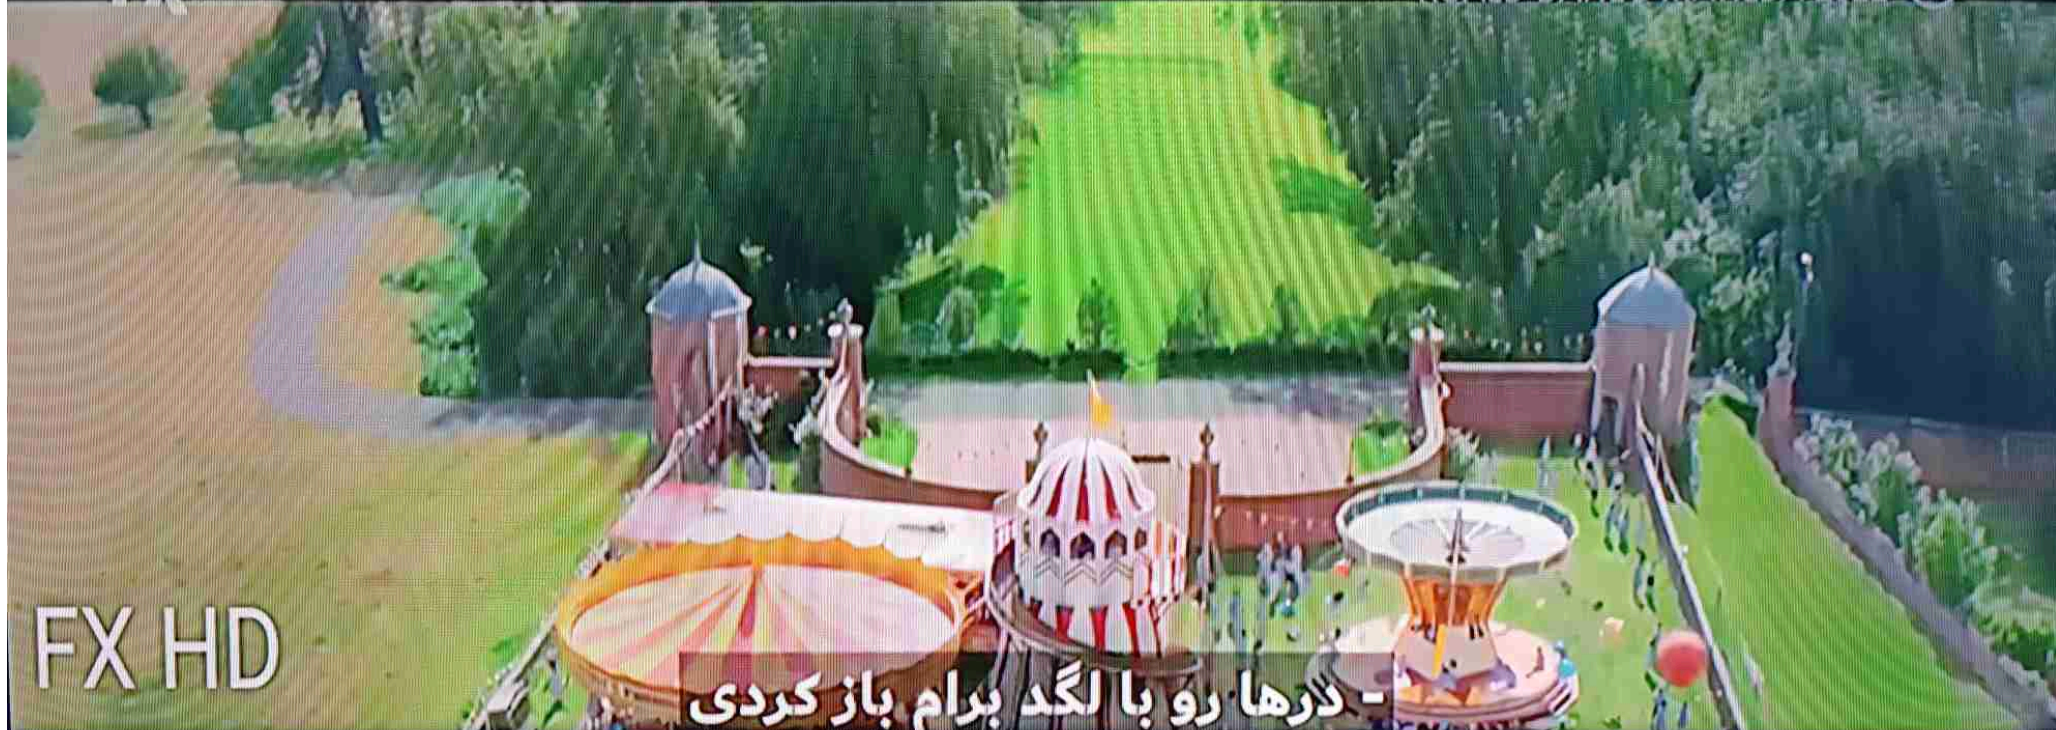 FX HD
- درها رو با لگد برام باز کردی